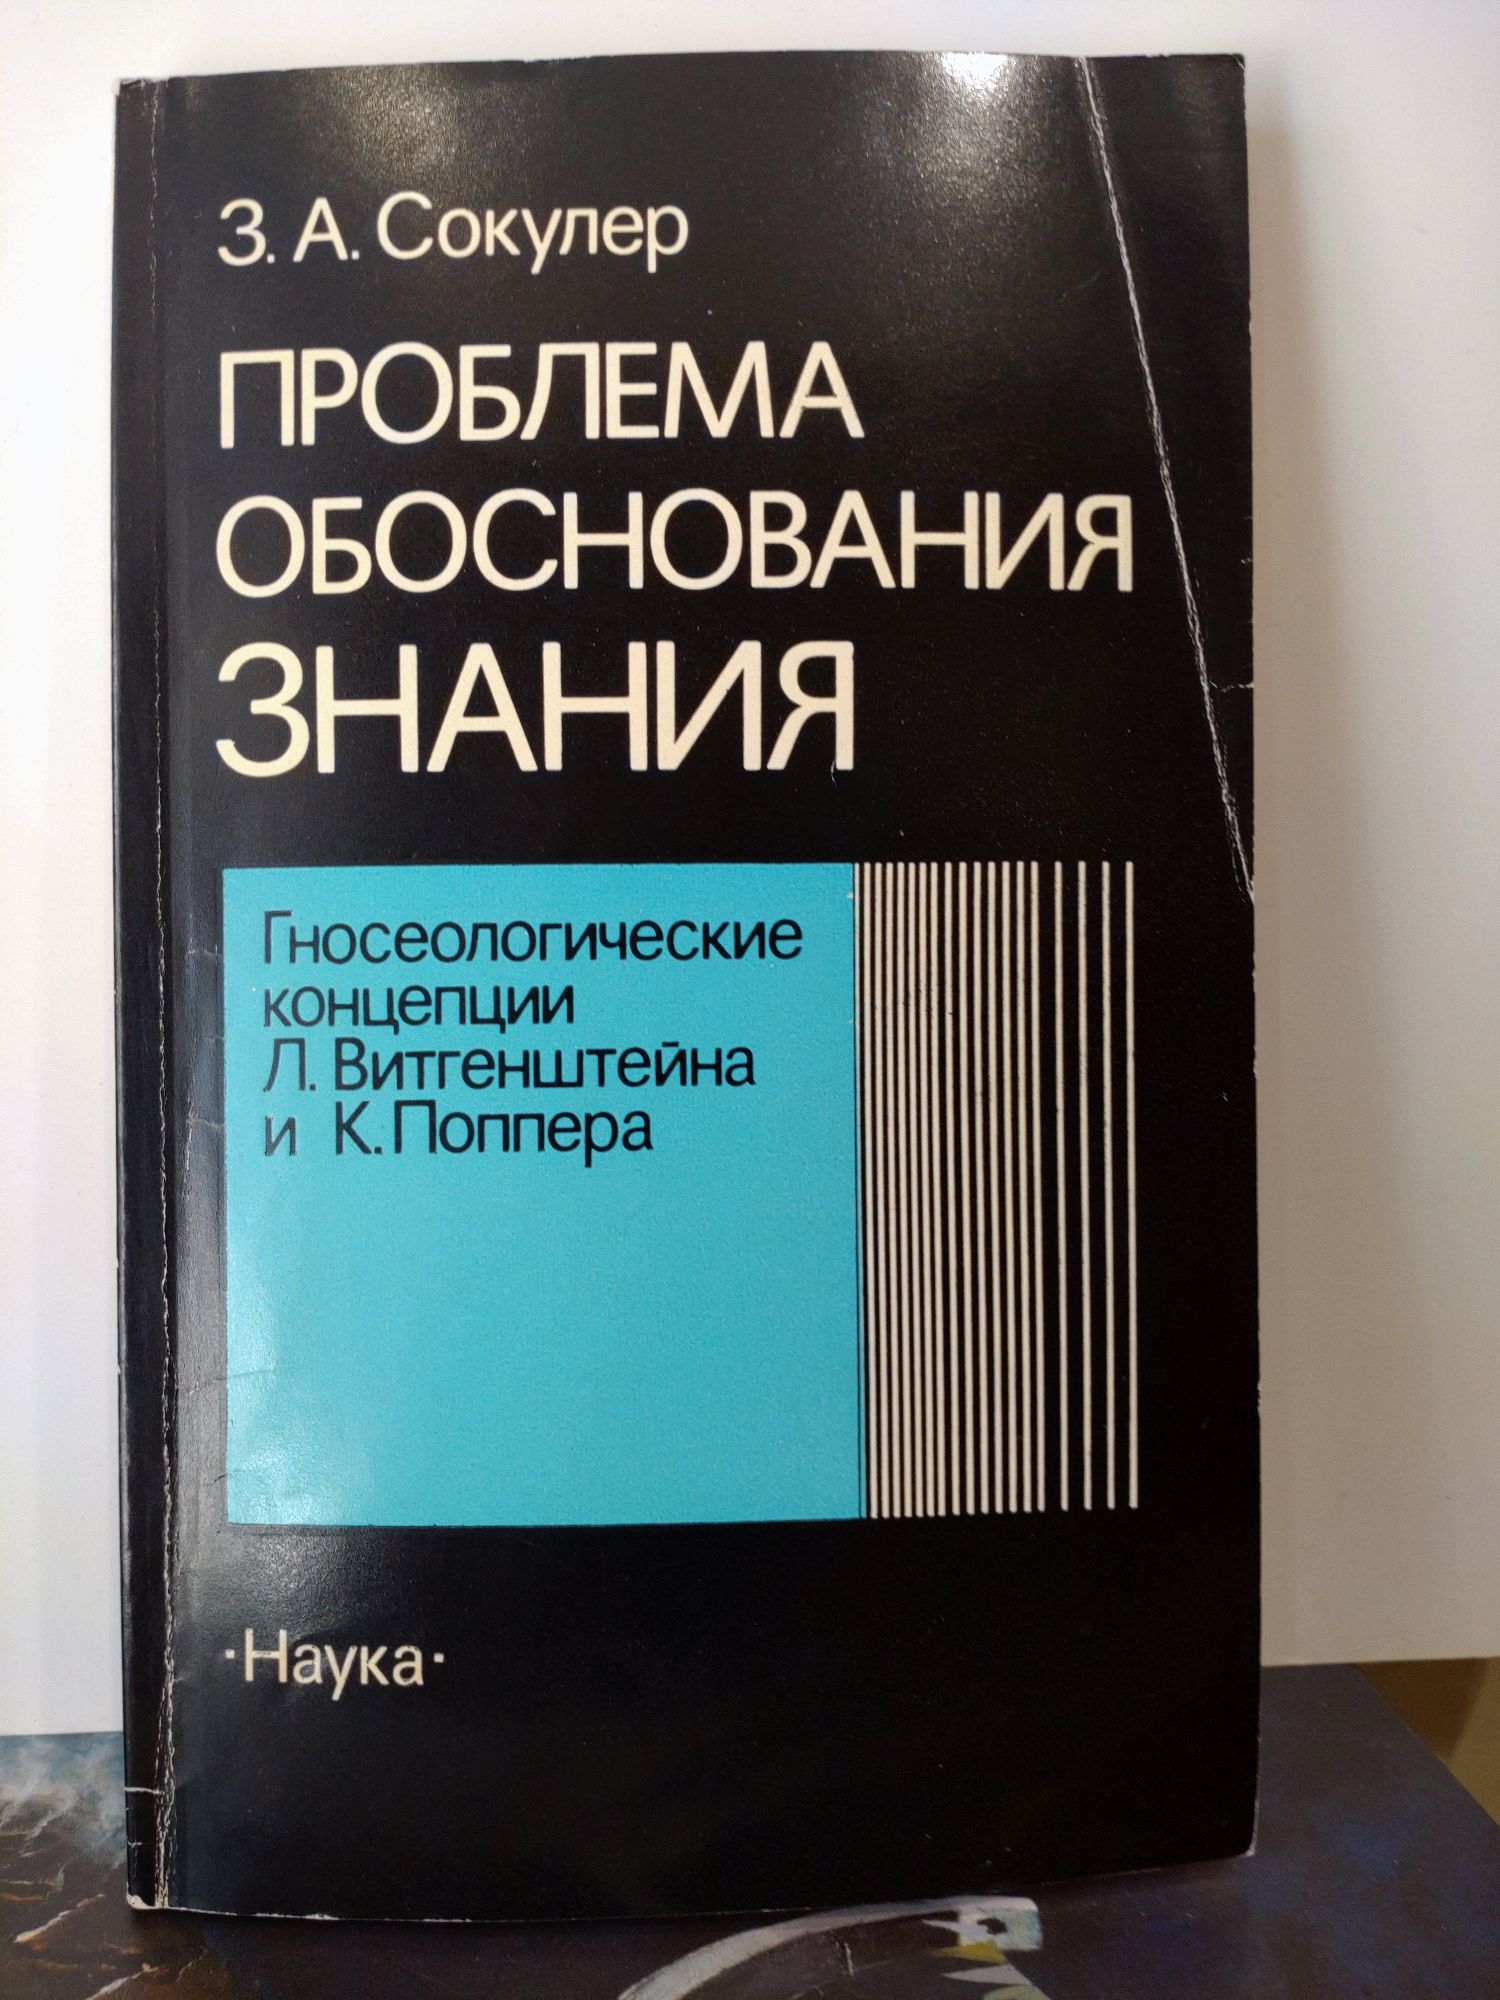 З. А. Сокулер
ПРОБЛЕМА
ОБОСНОВАНИЯ
ЗНАНИЯ
Гносеологические
концепции
Л. Витгенштейна
и К. Поппера
·Наука·